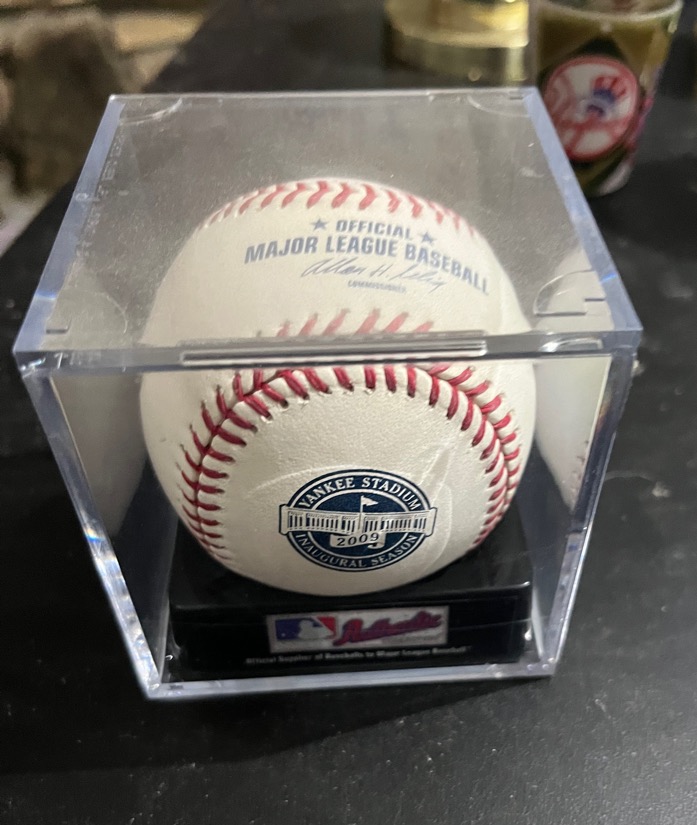 OFFICIAL
MAJOR LEAGUE BASEBALL
Allan H. Selig
COMMISSIONER
YANKEE STADIUM
2009
INAUGURAL SEASON
Authentic
Official Supplier of Baseballs to Major League Baseball